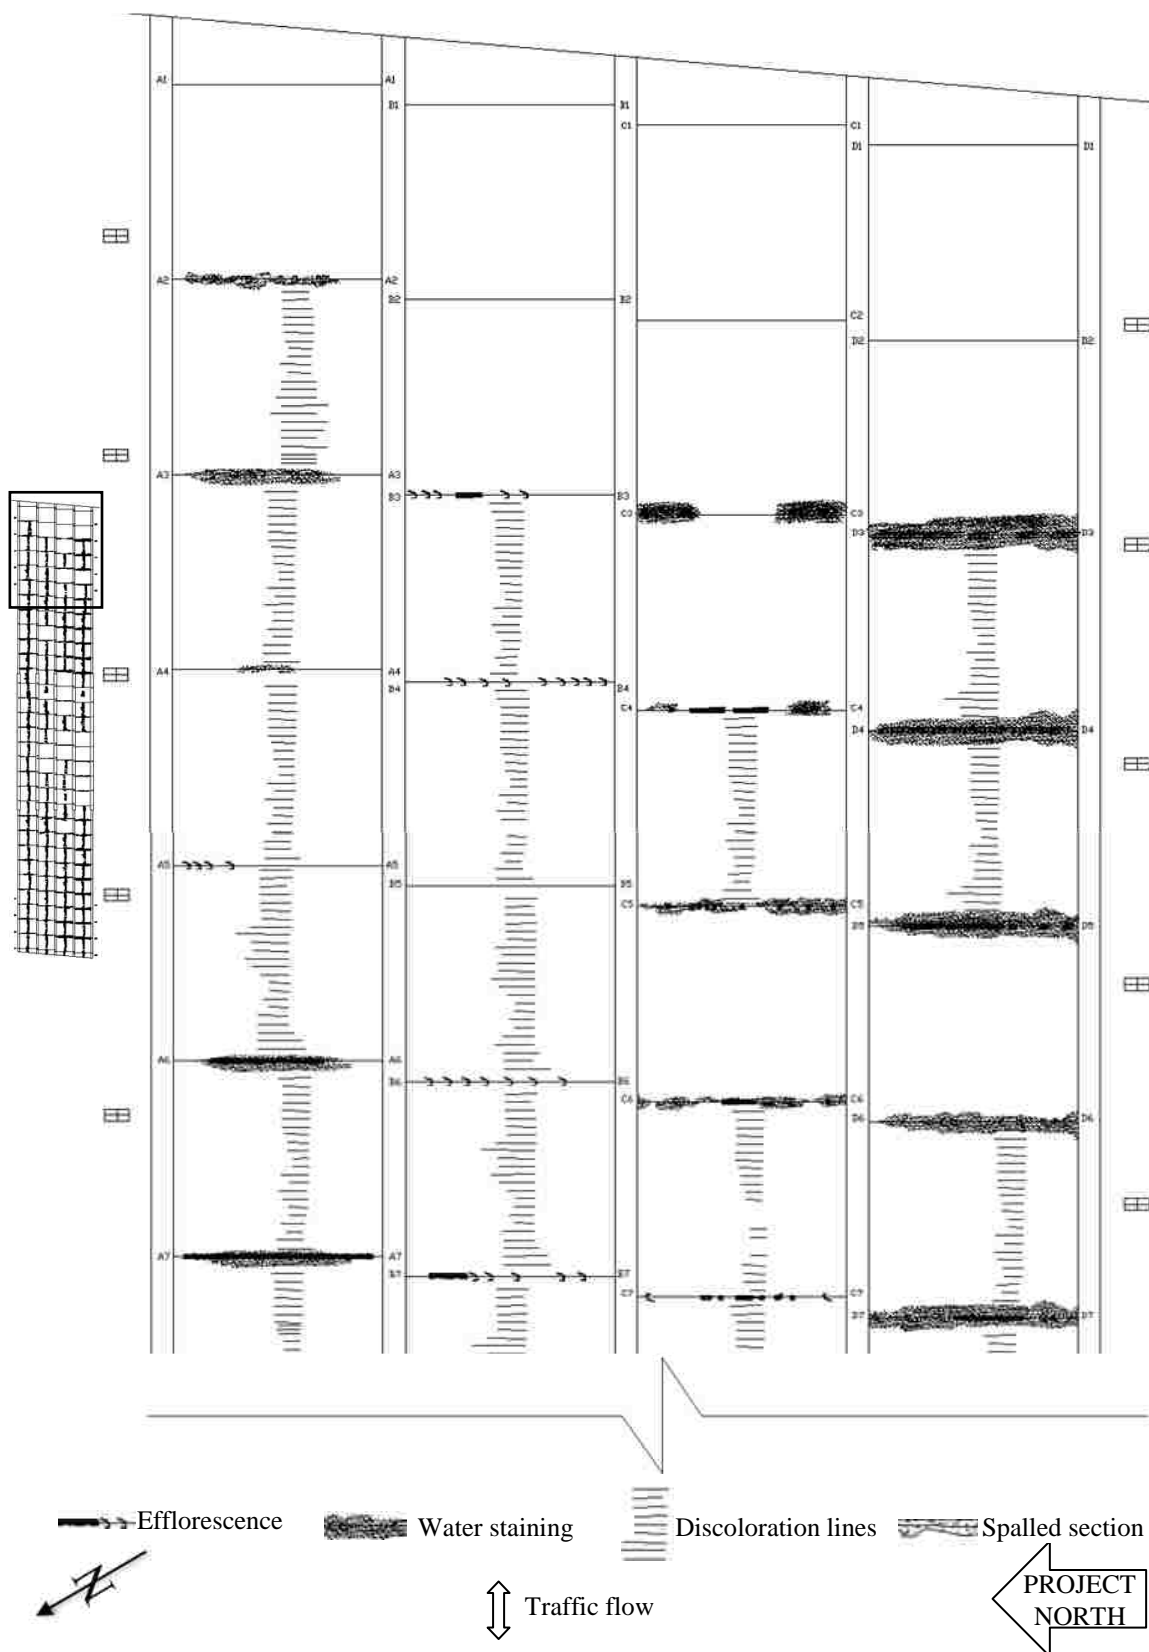 A1 A1
B1 B1
C1 C1
D1 D1
A2 A2
B2 B2
C2 C2
D2 D2
A3 A3
B3 B3
C3 C3
D3 D3
A4 A4
B4 B4
C4 C4
D4 D4
A5 A5
B5 B5
C5 C5
D5 D5
A6 A6
B6 B6
C6 C6
D6 D6
A7 A7
B7 B7
C7 C7
D7 D7
Efflorescence Water staining Discoloration lines Spalled section
N
Traffic flow
PROJECT
NORTH